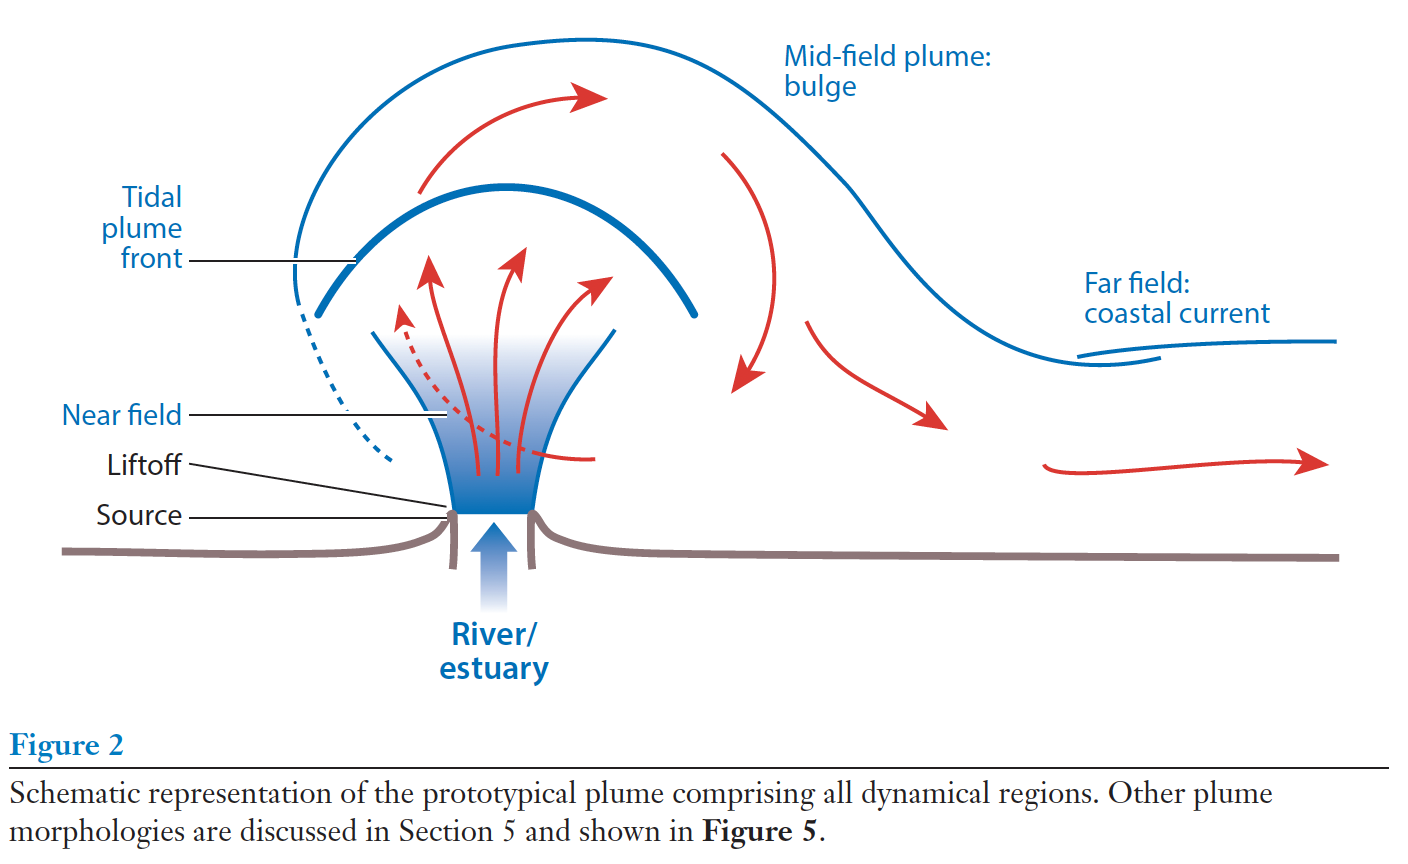 Mid-field plume:
bulge
Tidal
plume
front
Far field:
coastal current
Near field
Liftoff
Source
River/
estuary
Figure 2
Schematic representation of the prototypical plume comprising all dynamical regions. Other plume
morphologies are discussed in Section 5 and shown in Figure 5.